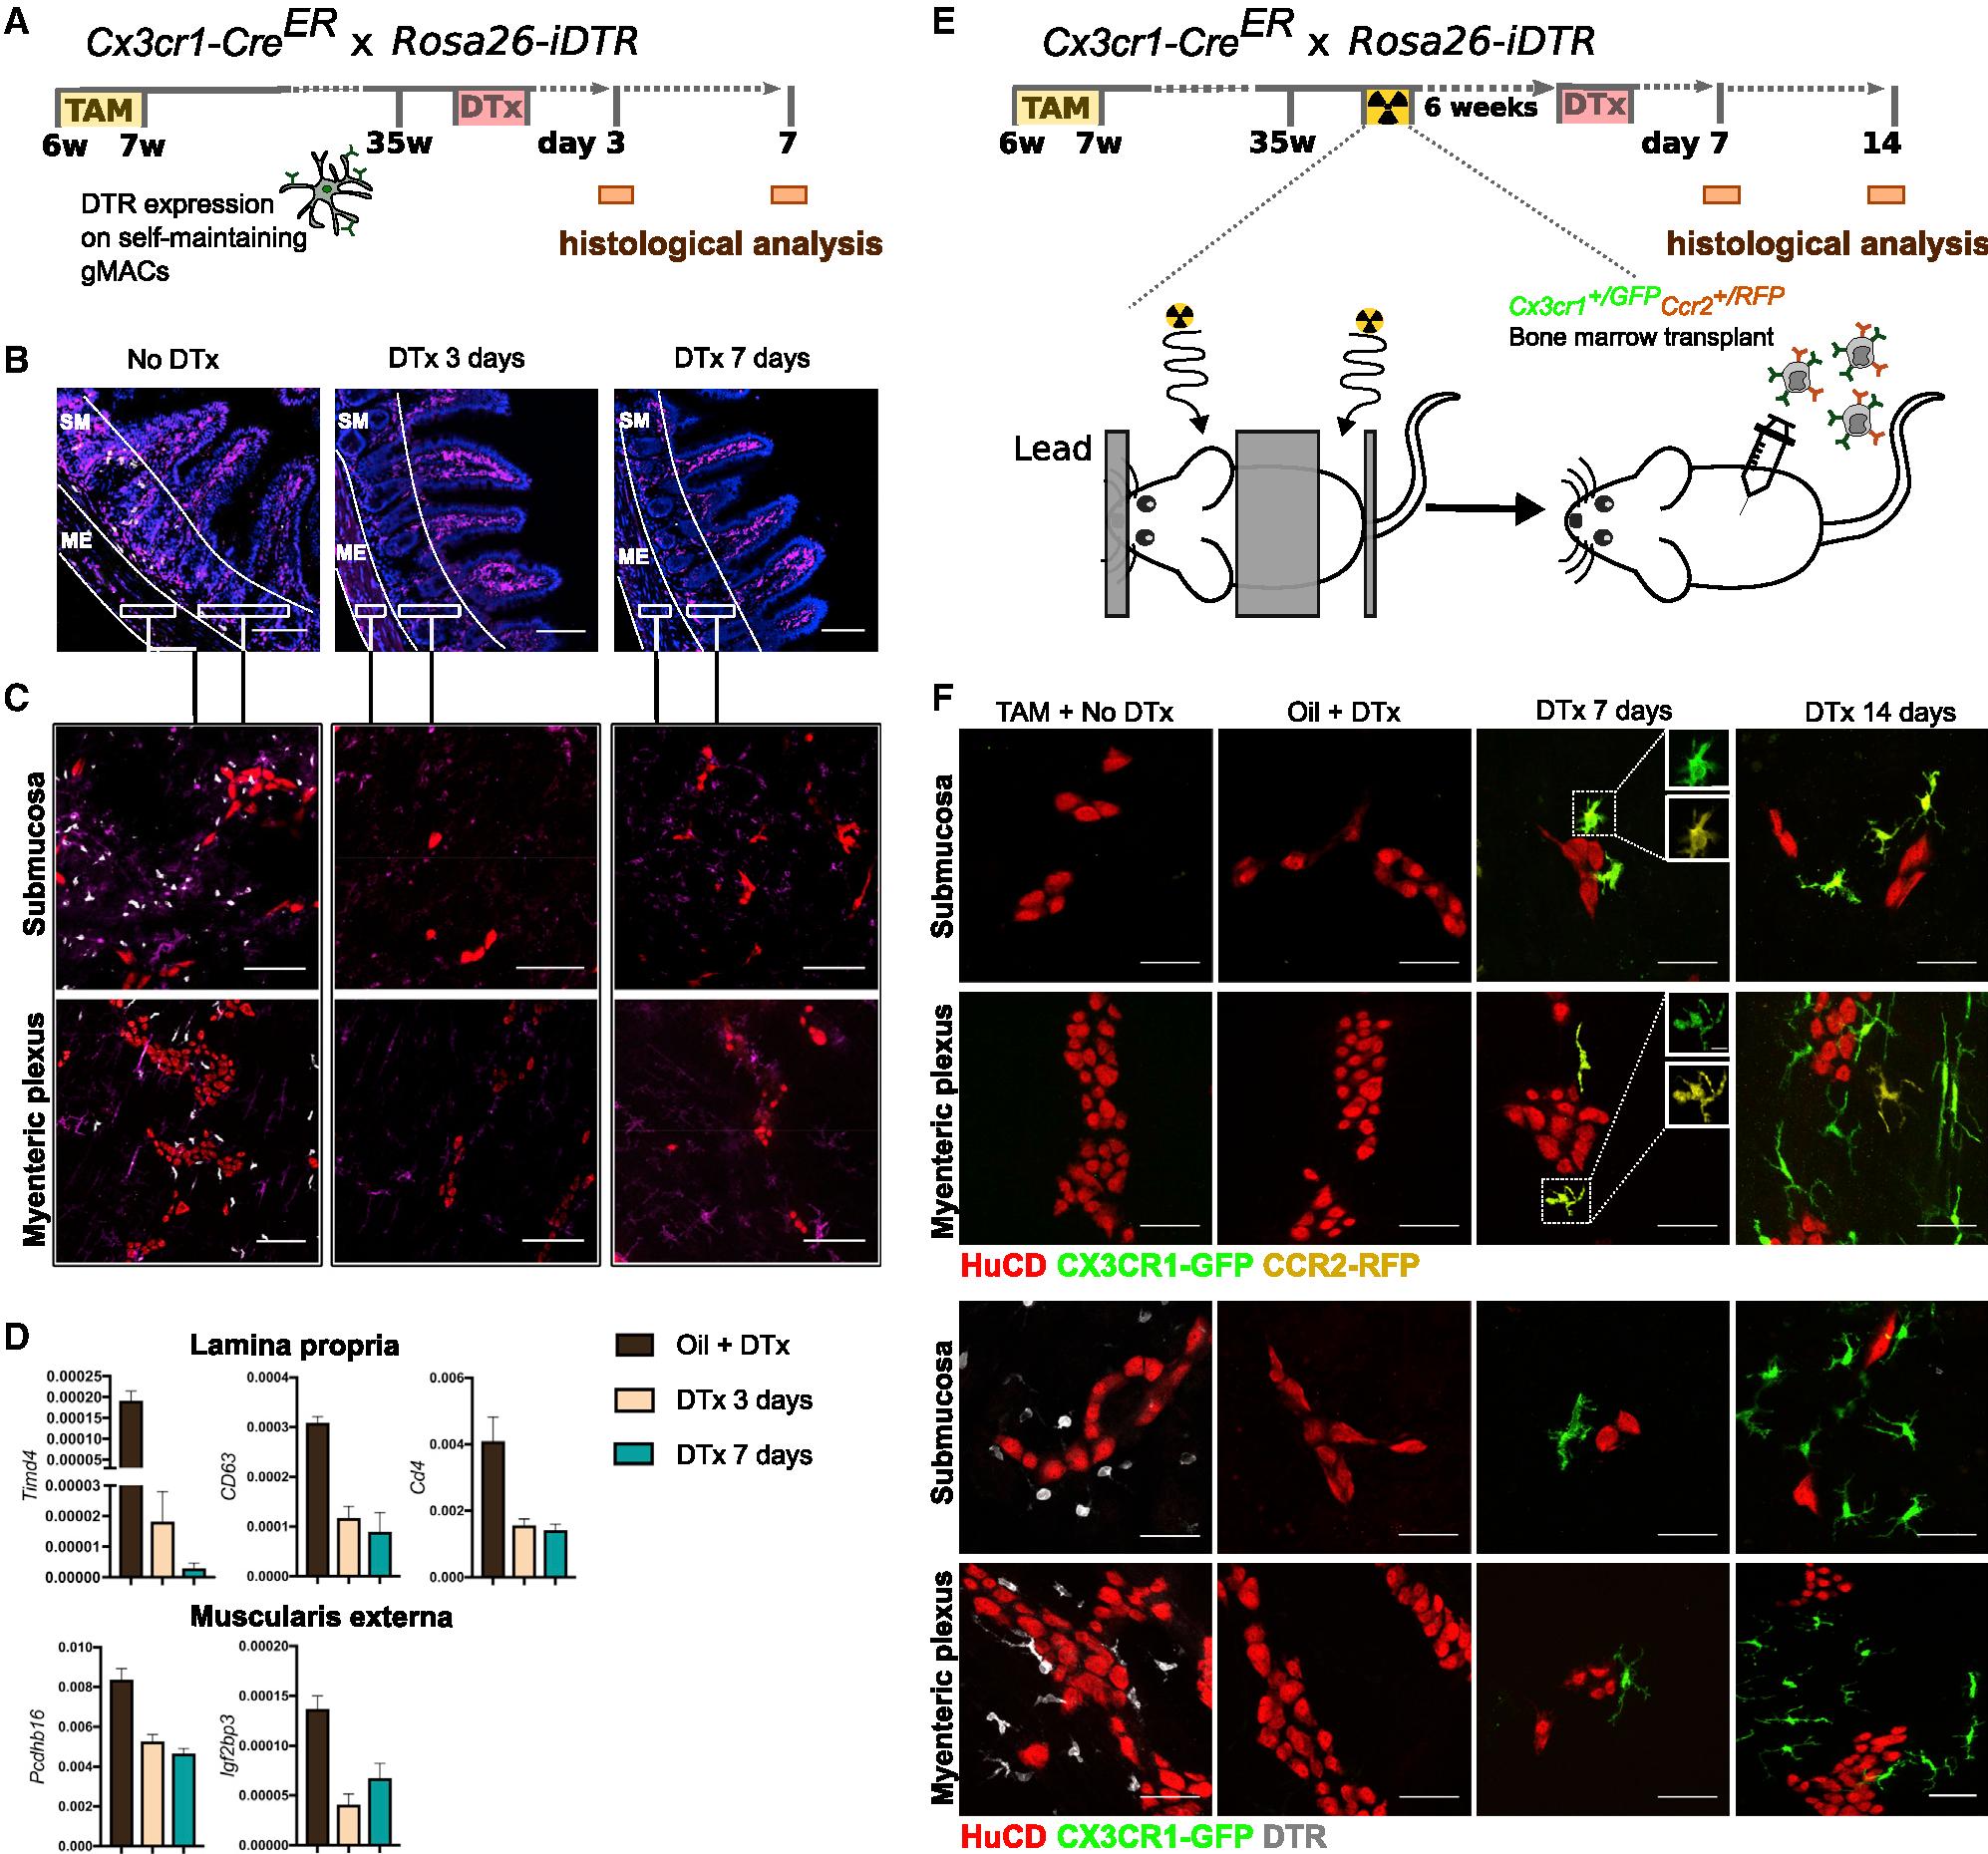 A
Cx3cr1-Cre^ER x Rosa26-iDTR
TAM
DTx
6w 7w 35w day 3 7
DTR expression
on self-maintaining
gMACs
histological analysis
B
No DTx DTx 3 days DTx 7 days
SM SM SM
ME ME ME
C
Submucosa
Myenteric plexus
D
Lamina propria
Timd4
0.00025
0.00020
0.00015
0.00010
0.00005
0.00003
0.00002
0.00001
0.00000
CD63
0.0004
0.0003
0.0002
0.0001
0.0000
Cd4
0.006
0.004
0.002
0.000
Oil + DTx
DTx 3 days
DTx 7 days
Muscularis externa
Pcdhb16
0.010
0.008
0.006
0.004
0.002
0.000
Igf2bp3
0.00020
0.00015
0.00010
0.00005
0.00000
E
Cx3cr1-Cre^ER x Rosa26-iDTR
TAM
6 weeks
DTx
6w 7w 35w day 7 14
histological analysis
Cx3cr1^+/GFP Ccr2^+/RFP
Bone marrow transplant
Lead
F
TAM + No DTx Oil + DTx DTx 7 days DTx 14 days
Submucosa
Myenteric plexus
HuCD CX3CR1-GFP CCR2-RFP
Submucosa
Myenteric plexus
HuCD CX3CR1-GFP DTR